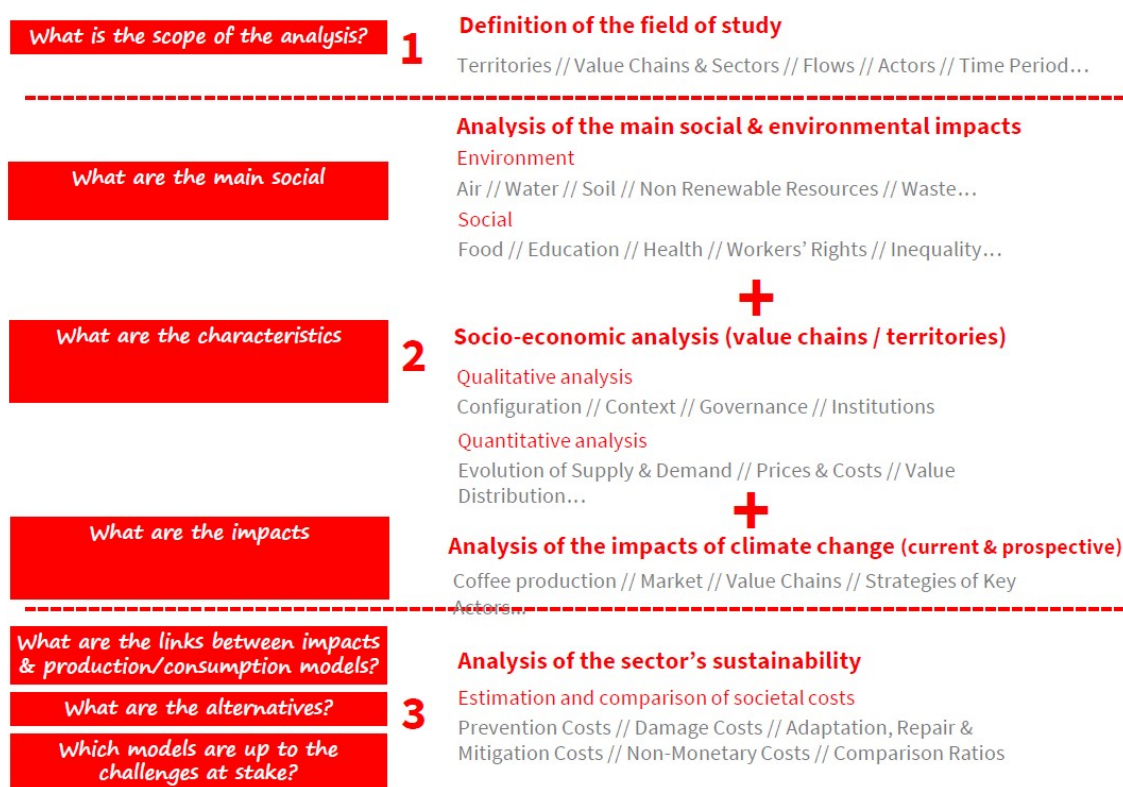 What is the scope of the analysis?
1
Definition of the field of study
Territories // Value Chains & Sectors // Flows // Actors // Time Period…
Analysis of the main social & environmental impacts
What are the main social
Environment
Air // Water // Soil // Non Renewable Resources // Waste…
Social
Food // Education // Health // Workers’ Rights // Inequality…
+
What are the characteristics
2
Socio-economic analysis (value chains / territories)
Qualitative analysis
Configuration // Context // Governance // Institutions
Quantitative analysis
Evolution of Supply & Demand // Prices & Costs // Value
Distribution…
+
What are the impacts
Analysis of the impacts of climate change (current & prospective)
Coffee production // Market // Value Chains // Strategies of Key
Actors...
What are the links between impacts
& production/consumption models?
What are the alternatives?
Which models are up to the
challenges at stake?
3
Analysis of the sector’s sustainability
Estimation and comparison of societal costs
Prevention Costs // Damage Costs // Adaptation, Repair &
Mitigation Costs // Non-Monetary Costs // Comparison Ratios